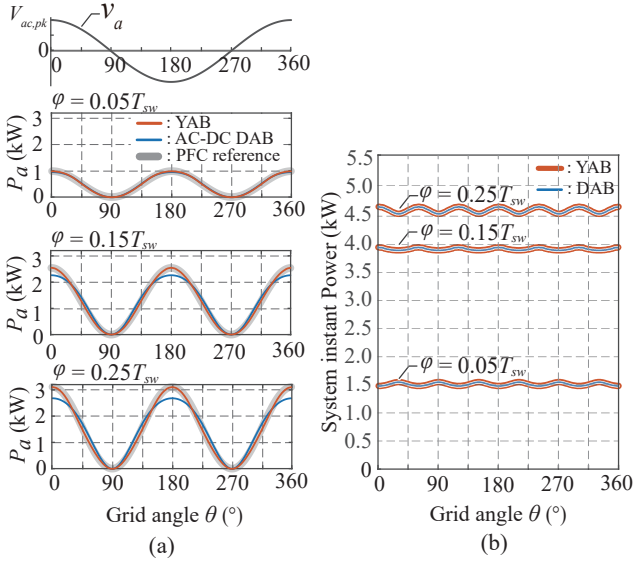 V_{ac,pk}
v_a
0
0 90 180 270 360
φ = 0.05T_{sw}
3
2
1
0
P_a (kW)
: YAB
: AC-DC DAB
: PFC reference
0 90 180 270 360
φ = 0.15T_{sw}
3
2
1
0
P_a (kW)
0 90 180 270 360
φ = 0.25T_{sw}
3
2
1
0
P_a (kW)
0 90 180 270 360
Grid angle θ (°)
(a)
System instant Power (kW)
5.5
5.0
4.5
4.0
3.5
3.0
2.5
2.0
1.5
1.0
0.5
0
: YAB
: DAB
φ = 0.25T_{sw}
φ = 0.15T_{sw}
φ = 0.05T_{sw}
0 90 180 270 360
Grid angle θ (°)
(b)